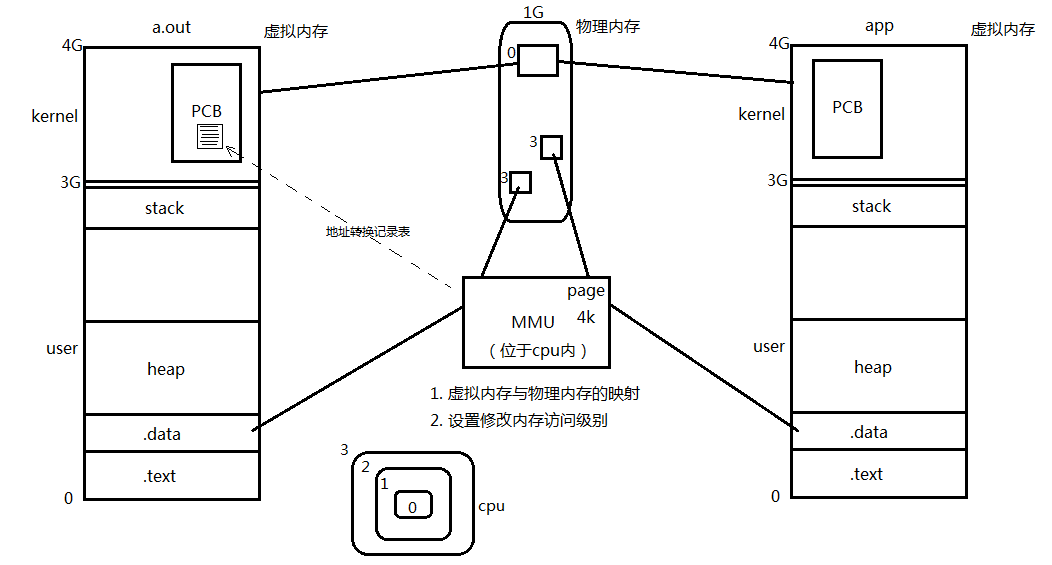 a.out
虚拟内存
4G
kernel
PCB
3G
stack
user
heap
.data
.text
0
1G
物理内存
0
3
3
地址转换记录表
page
4k
MMU
（位于cpu内）
1. 虚拟内存与物理内存的映射
2. 设置修改内存访问级别
3
2
1
0
cpu
app
虚拟内存
4G
kernel
PCB
3G
stack
user
heap
.data
.text
0